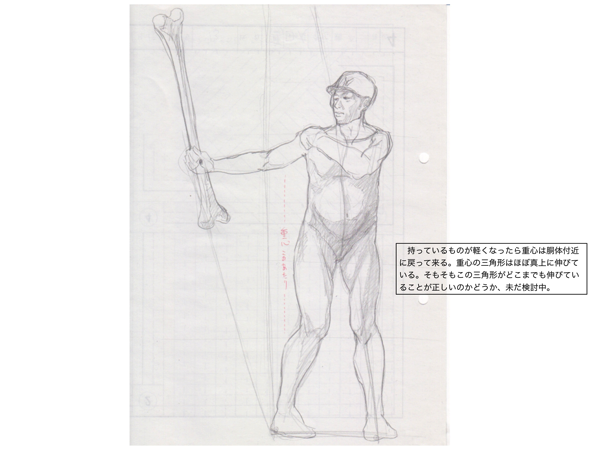 持っているものが軽くなったら重心は胴体付近
に戻って来る。重心の三角形はほぼ真上に伸びて
いる。そもそもこの三角形がどこまでも伸びてい
ることが正しいのかどうか、未だ検討中。